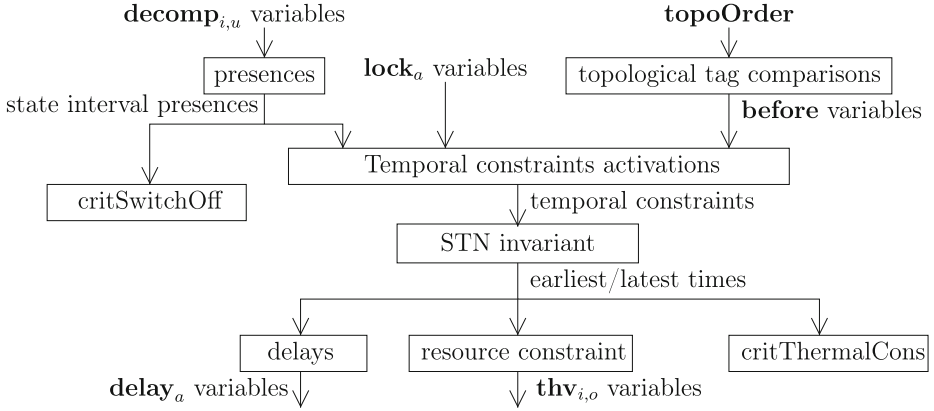 decomp_{i,u} variables
topoOrder
presences
lock_a variables
topological tag comparisons
state interval presences
before variables
Temporal constraints activations
critSwitchOff
temporal constraints
STN invariant
earliest/latest times
delays
resource constraint
critThermalCons
delay_a variables
thv_{i,o} variables